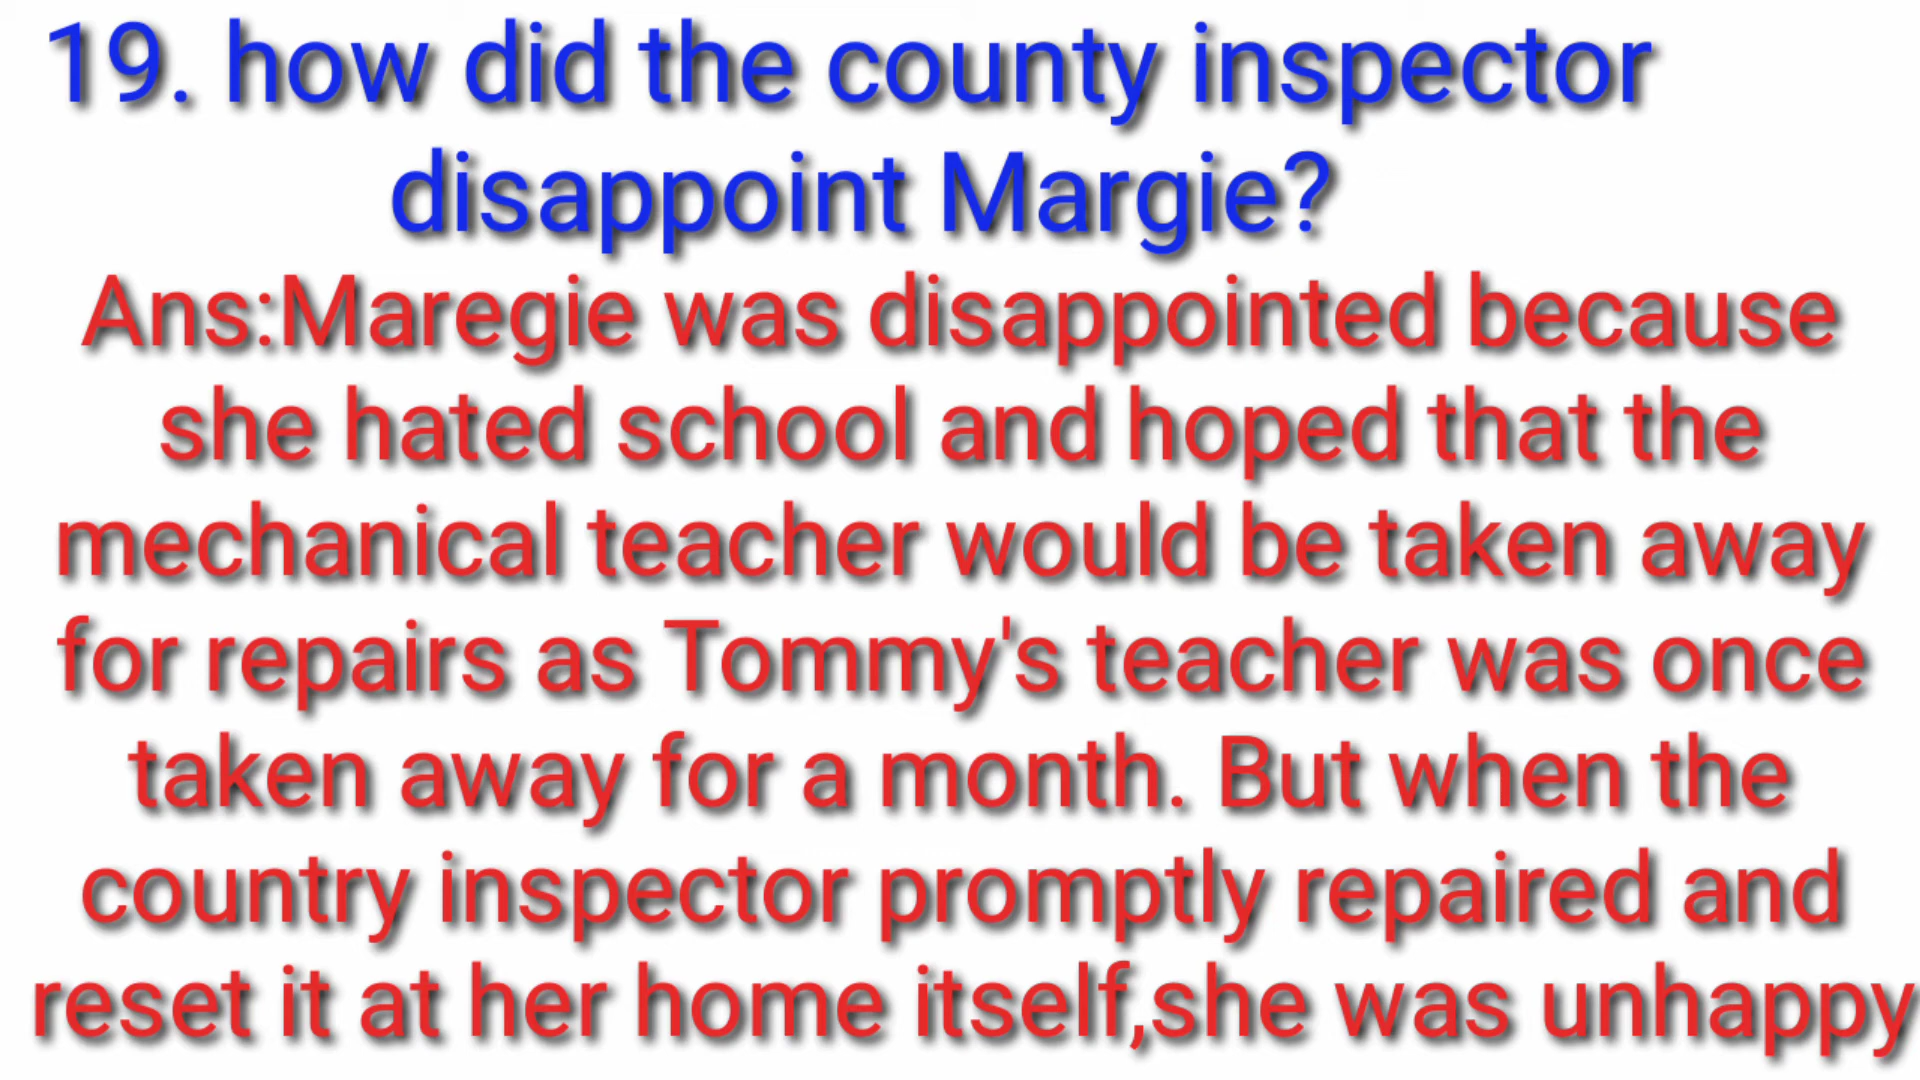 19. how did the county inspector
disappoint Margie?
Ans:Maregie was disappointed because
she hated school and hoped that the
mechanical teacher would be taken away
for repairs as Tommy's teacher was once
taken away for a month. But when the
country inspector promptly repaired and
reset it at her home itself,she was unhappy